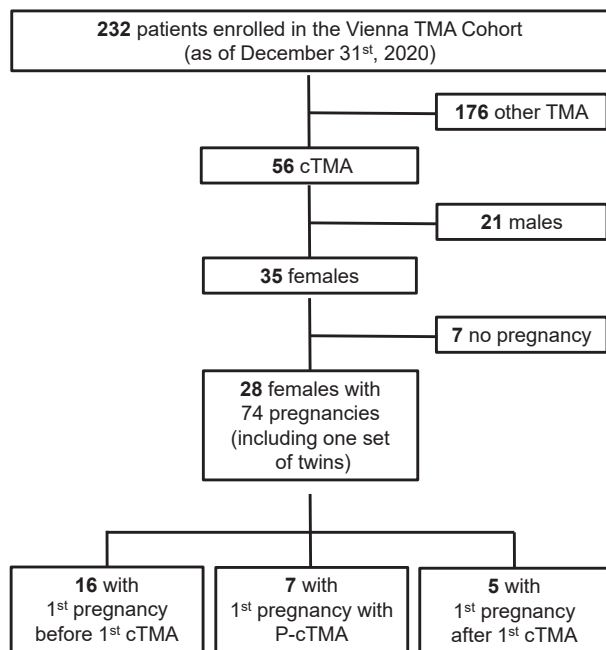 232 patients enrolled in the Vienna TMA Cohort
(as of December 31st, 2020)
176 other TMA
56 cTMA
21 males
35 females
7 no pregnancy
28 females with
74 pregnancies
(including one set
of twins)
16 with
1st pregnancy
before 1st cTMA
7 with
1st pregnancy with
P-cTMA
5 with
1st pregnancy
after 1st cTMA